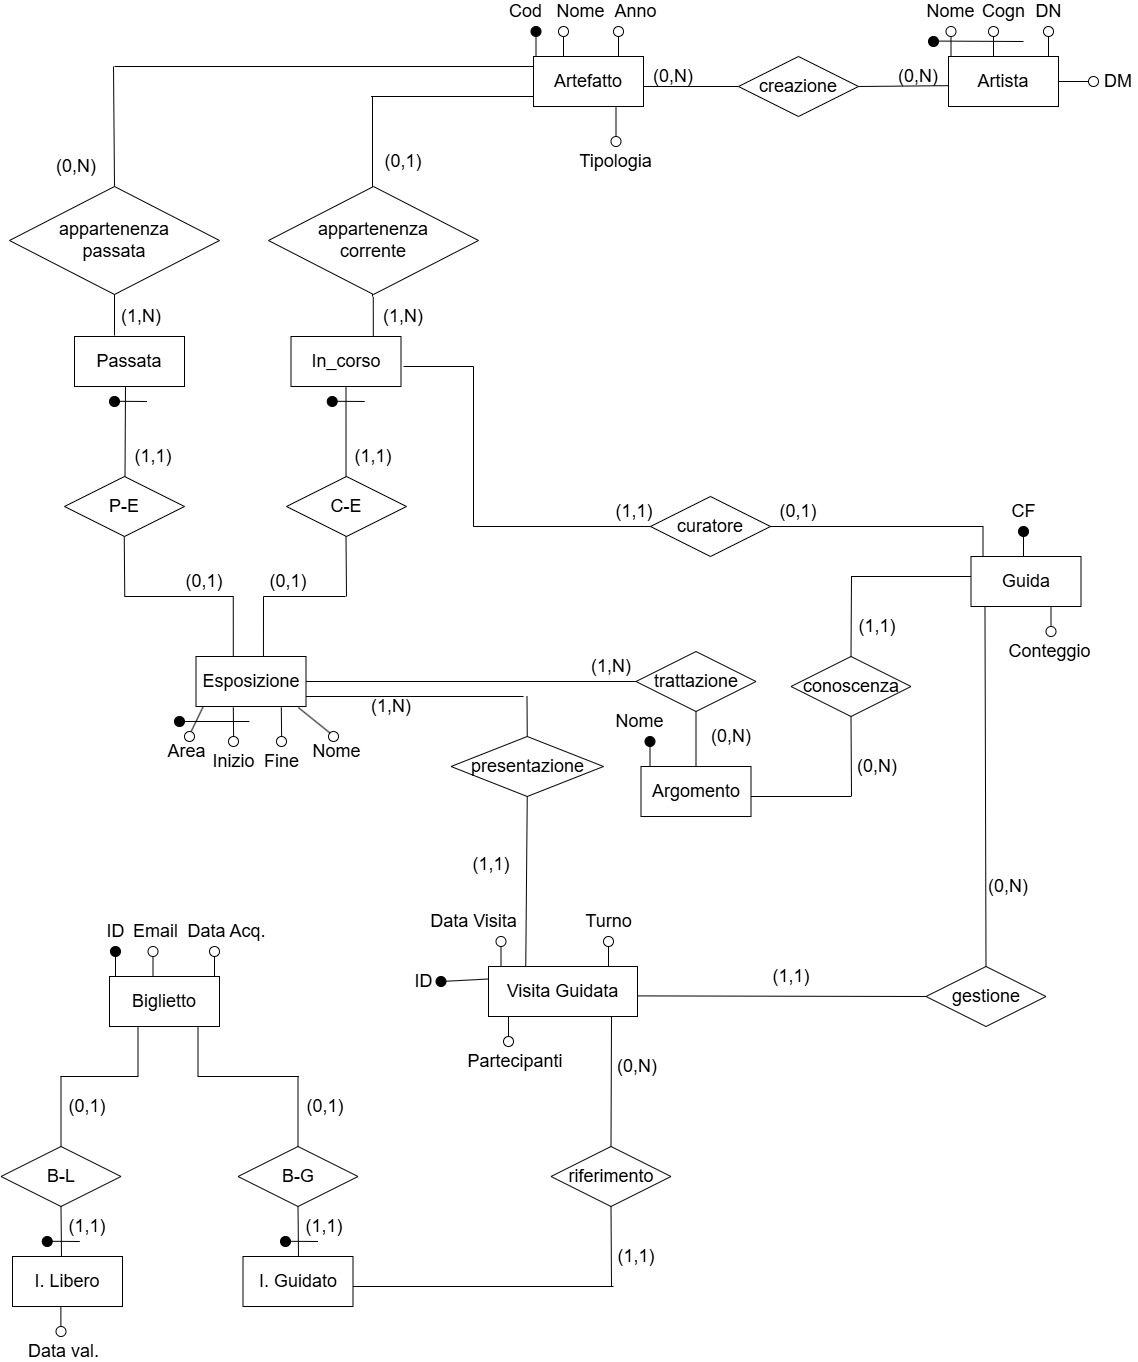 Cod Nome Anno
Nome Cogn DN
Artefatto
(0,N)
creazione
(0,N)
Artista
DM
Tipologia
(0,N)
(0,1)
appartenenza
passata
appartenenza
corrente
(1,N)
(1,N)
Passata
In_corso
(1,1)
(1,1)
P-E
C-E
(1,1)
curatore
(0,1)
CF
Guida
Conteggio
(0,1)
(0,1)
(1,1)
Esposizione
(1,N)
trattazione
conoscenza
(1,N)
Area
Inizio
Fine
Nome
Nome
(0,N)
presentazione
(0,N)
Argomento
(1,1)
(0,N)
Data Visita
Turno
ID Email Data Acq.
ID
Visita Guidata
(1,1)
gestione
Biglietto
Partecipanti
(0,N)
(0,1)
(0,1)
B-L
B-G
riferimento
(1,1)
(1,1)
(1,1)
I. Libero
I. Guidato
Data val.